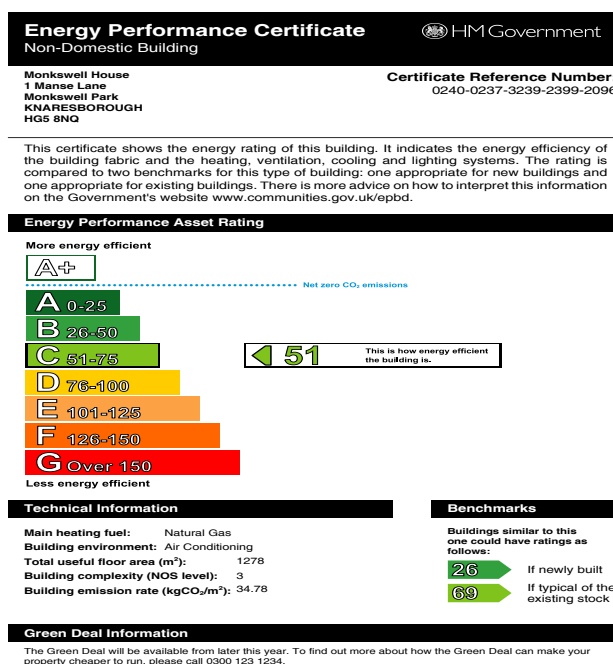 Energy Performance Certificate
HM Government
Non-Domestic Building
Monkswell House
1 Manse Lane
Monkswell Park
KNARESBOROUGH
HG5 8NQ
Certificate Reference Number
0240-0237-3239-2399-2096
This certificate shows the energy rating of this building. It indicates the energy efficiency of
the building fabric and the heating, ventilation, cooling and lighting systems. The rating is
compared to two benchmarks for this type of building: one appropriate for new buildings and
one appropriate for existing buildings. There is more advice on how to interpret this information
on the Government's website www.communities.gov.uk/epbd.
Energy Performance Asset Rating
More energy efficient
A+
Net zero CO₂ emissions
A 0-25
B 26-50
C 51-75
51
This is how energy efficient
the building is.
D 76-100
E 101-125
F 126-150
G Over 150
Less energy efficient
Technical Information
Main heating fuel: Natural Gas
Building environment: Air Conditioning
Total useful floor area (m²): 1278
Building complexity (NOS level): 3
Building emission rate (kgCO₂/m²): 34.78
Benchmarks
Buildings similar to this
one could have ratings as
follows:
26 If newly built
69 If typical of the
existing stock
Green Deal Information
The Green Deal will be available from later this year. To find out more about how the Green Deal can make your
property cheaper to run, please call 0300 123 1234.